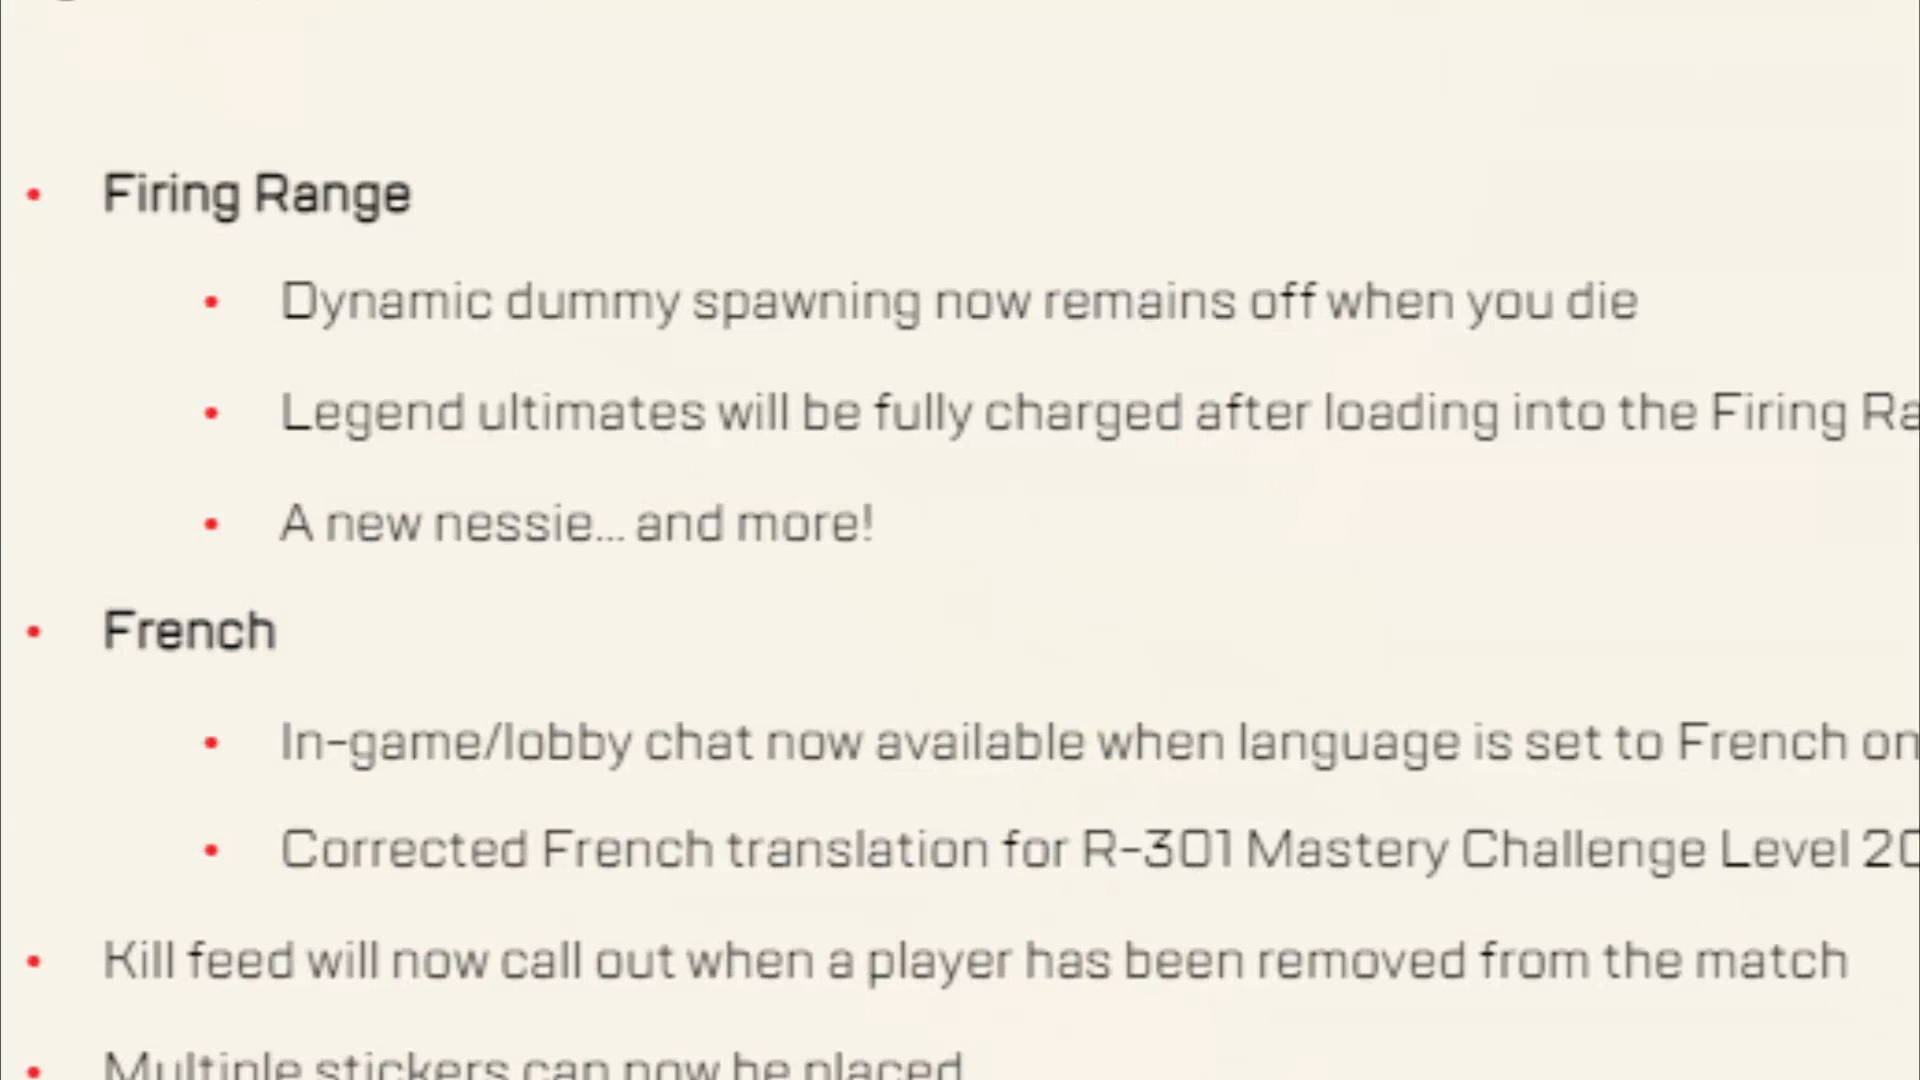 Firing Range
Dynamic dummy spawning now remains off when you die
Legend ultimates will be fully charged after loading into the Firing
A new nessie... and more!
French
In-game/lobby chat now available when language is set to French on
Corrected French translation for R-301 Mastery Challenge Level 20
Kill feed will now call out when a player has been removed from the match
Multiple stickers can now be placed